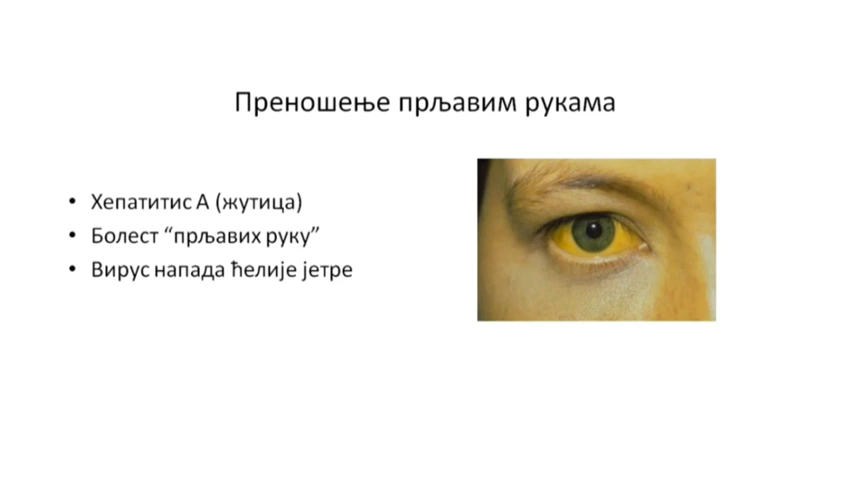 Преношење прљавим рукама
• Хепатитис А (жутица)
• Болест “прљавих руку”
• Вирус напада ћелије јетре